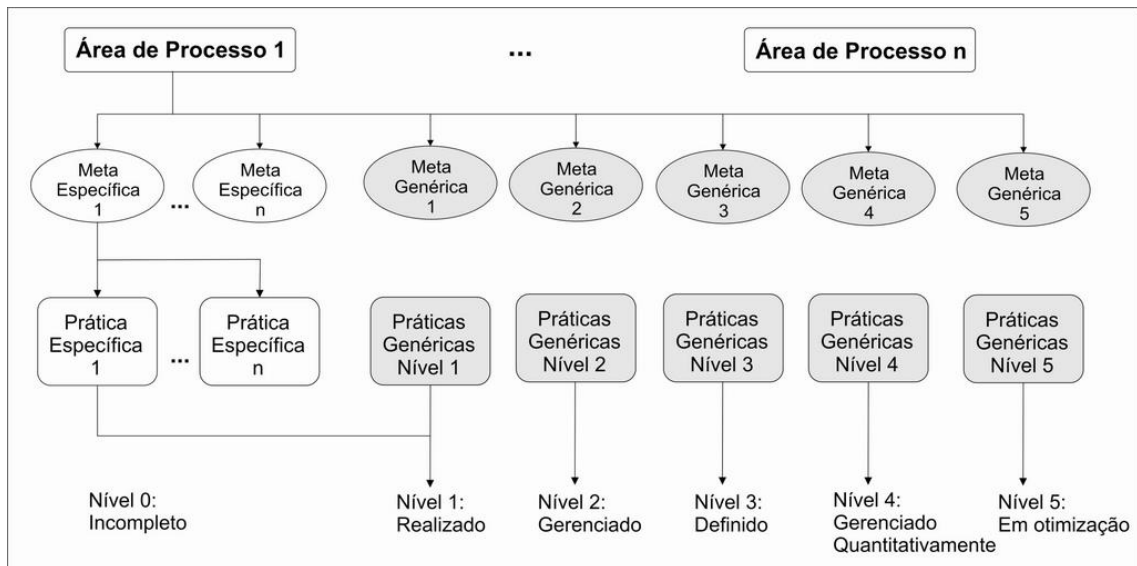 Área de Processo 1
...
Área de Processo n
Meta
Específica
1
...
Meta
Específica
n
Meta
Genérica
1
Meta
Genérica
2
Meta
Genérica
3
Meta
Genérica
4
Meta
Genérica
5
Prática
Específica
1
...
Prática
Específica
n
Práticas
Genéricas
Nível 1
Práticas
Genéricas
Nível 2
Práticas
Genéricas
Nível 3
Práticas
Genéricas
Nível 4
Práticas
Genéricas
Nível 5
Nível 0:
Incompleto
Nível 1:
Realizado
Nível 2:
Gerenciado
Nível 3:
Definido
Nível 4:
Gerenciado
Quantitativamente
Nível 5:
Em otimização